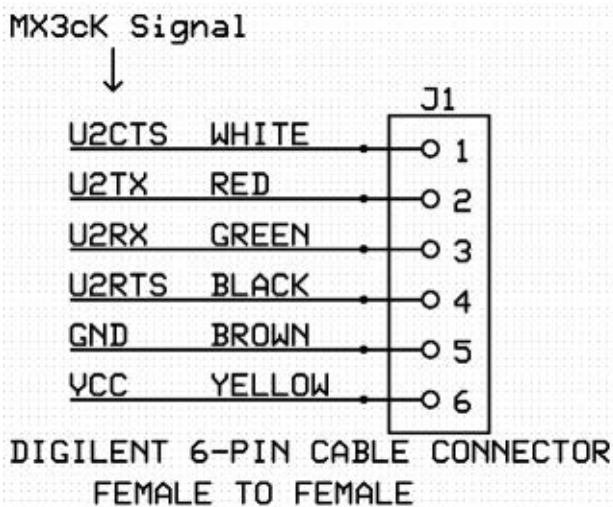 MX3cK Signal
J1
U2CTS WHITE 1
U2TX RED 2
U2RX GREEN 3
U2RTS BLACK 4
GND BROWN 5
VCC YELLOW 6
DIGILENT 6-PIN CABLE CONNECTOR
FEMALE TO FEMALE